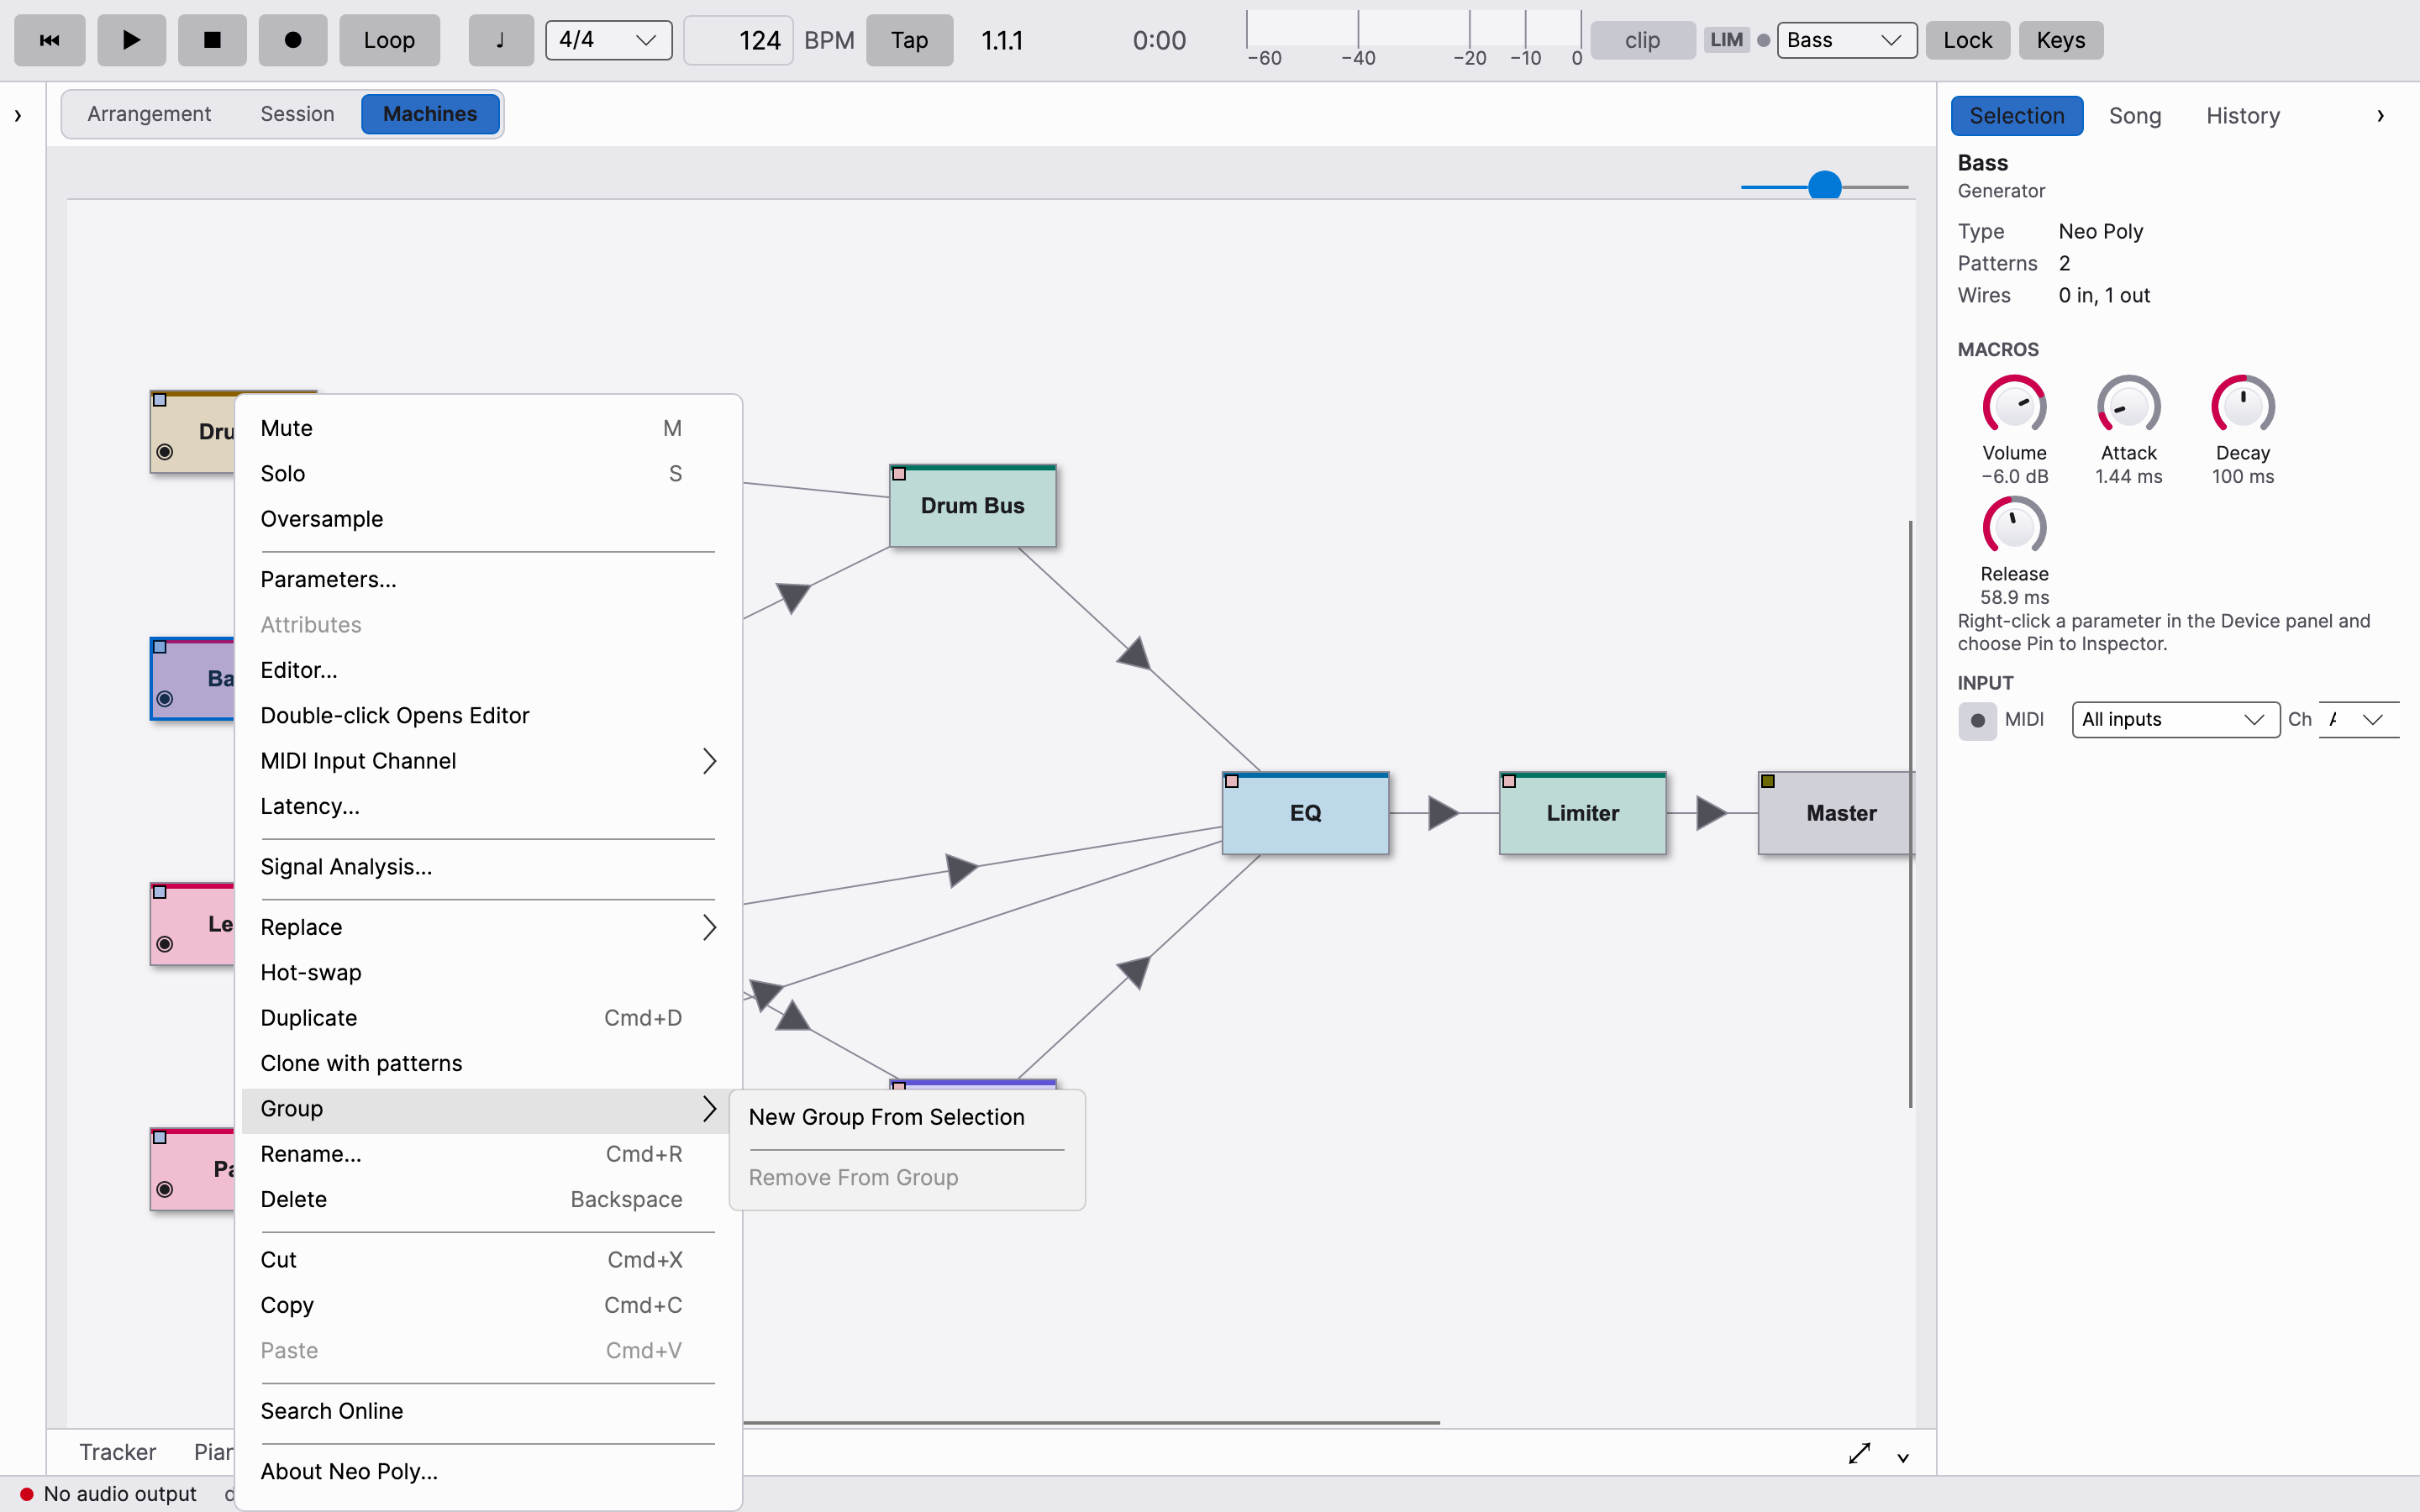 Loop
4/4
124 BPM
Tap
1.1.1
0:00
−60 −40 −20 −10 0
clip
LIM
Bass
Lock
Keys
Arrangement Session Machines
Selection Song History
Bass
Generator
Type Neo Poly
Patterns 2
Wires 0 in, 1 out
MACROS
Volume Attack Decay
−6.0 dB 1.44 ms 100 ms
Release
58.9 ms
Right-click a parameter in the Device panel and
choose Pin to Inspector.
INPUT
MIDI All inputs Ch
Dru
Ba
Le
Pa
Drum Bus
EQ
Limiter
Master
Mute M
Solo S
Oversample
Parameters...
Attributes
Editor...
Double-click Opens Editor
MIDI Input Channel
Latency...
Signal Analysis...
Replace
Hot-swap
Duplicate Cmd+D
Clone with patterns
Group
Rename... Cmd+R
Delete Backspace
Cut Cmd+X
Copy Cmd+C
Paste Cmd+V
Search Online
About Neo Poly...
New Group From Selection
Remove From Group
Tracker Pian
No audio output d